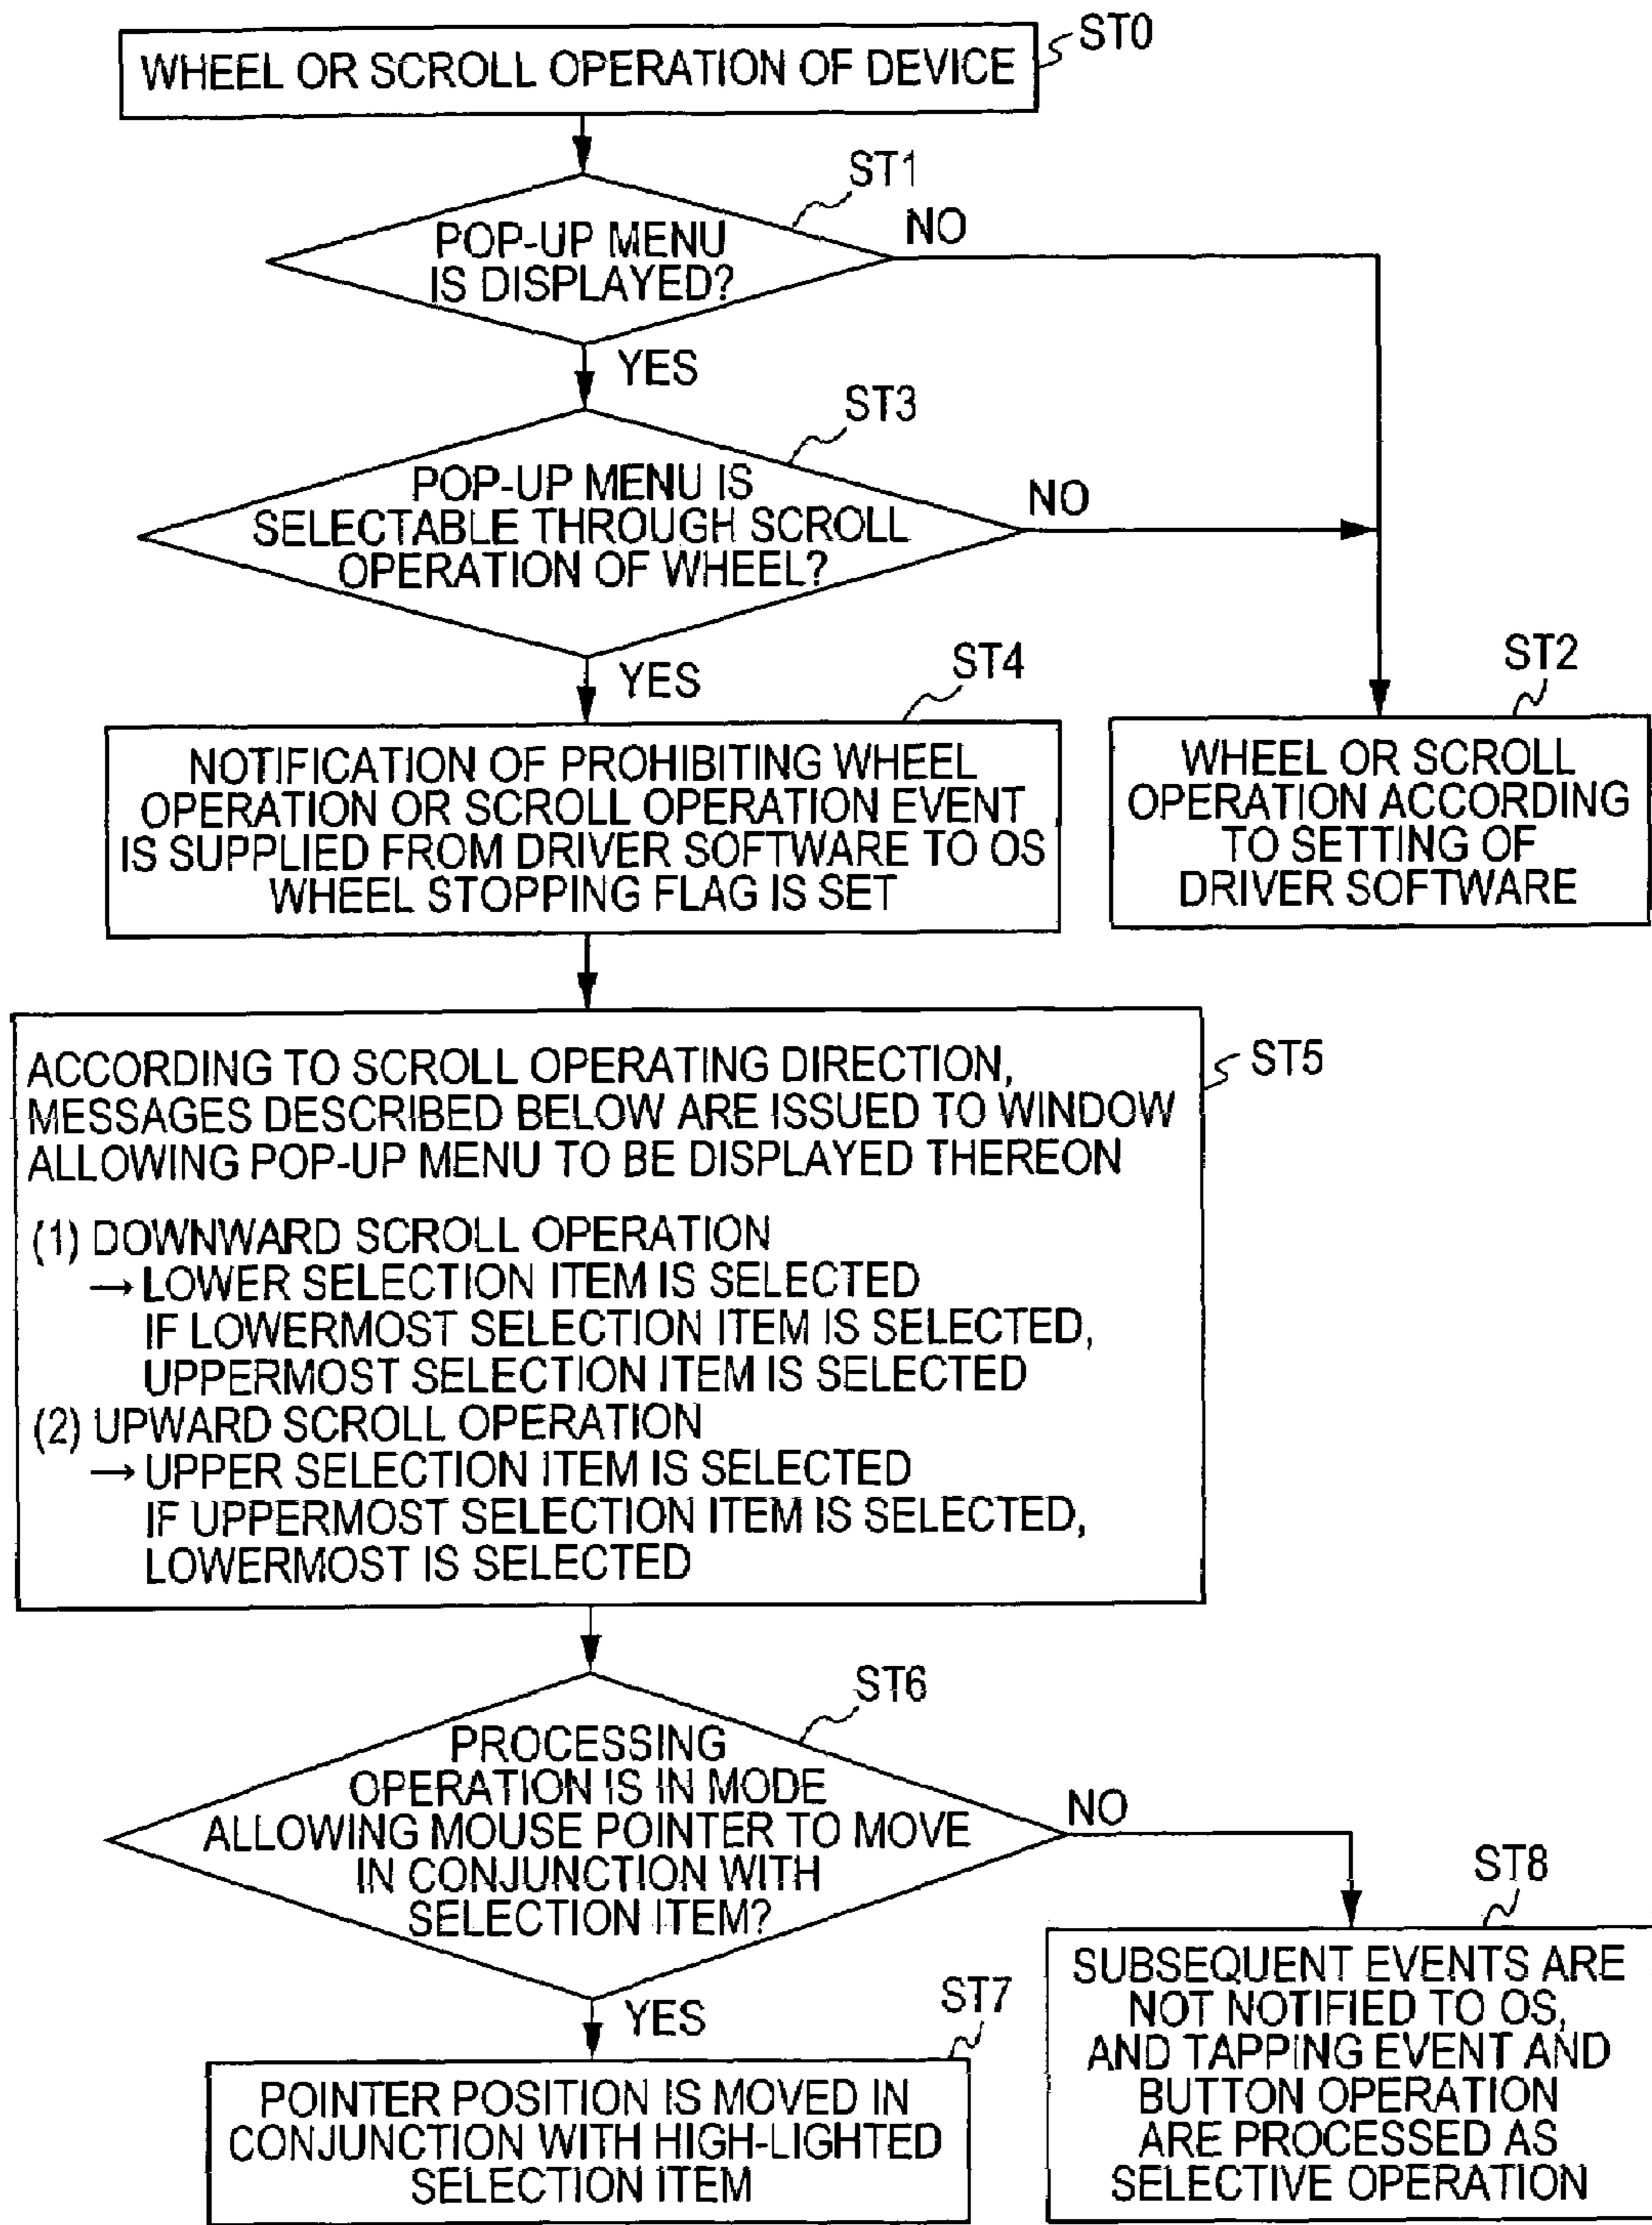 WHEEL OR SCROLL OPERATION OF DEVICE
ST0
ST1
POP-UP MENU
IS DISPLAYED?
NO
YES
ST3
POP-UP MENU IS
SELECTABLE THROUGH SCROLL
OPERATION OF WHEEL?
NO
YES
ST4
NOTIFICATION OF PROHIBITING WHEEL
OPERATION OR SCROLL OPERATION EVENT
IS SUPPLIED FROM DRIVER SOFTWARE TO OS
WHEEL STOPPING FLAG IS SET
ST2
WHEEL OR SCROLL
OPERATION ACCORDING
TO SETTING OF
DRIVER SOFTWARE
ST5
ACCORDING TO SCROLL OPERATING DIRECTION,
MESSAGES DESCRIBED BELOW ARE ISSUED TO WINDOW
ALLOWING POP-UP MENU TO BE DISPLAYED THEREON
(1) DOWNWARD SCROLL OPERATION
→ LOWER SELECTION ITEM IS SELECTED
IF LOWERMOST SELECTION ITEM IS SELECTED,
UPPERMOST SELECTION ITEM IS SELECTED
(2) UPWARD SCROLL OPERATION
→ UPPER SELECTION ITEM IS SELECTED
IF UPPERMOST SELECTION ITEM IS SELECTED,
LOWERMOST IS SELECTED
ST6
PROCESSING
OPERATION IS IN MODE
ALLOWING MOUSE POINTER TO MOVE
IN CONJUNCTION WITH
SELECTION ITEM?
NO
YES
ST7
POINTER POSITION IS MOVED IN
CONJUNCTION WITH HIGH-LIGHTED
SELECTION ITEM
ST8
SUBSEQUENT EVENTS ARE
NOT NOTIFIED TO OS,
AND TAPPING EVENT AND
BUTTON OPERATION
ARE PROCESSED AS
SELECTIVE OPERATION